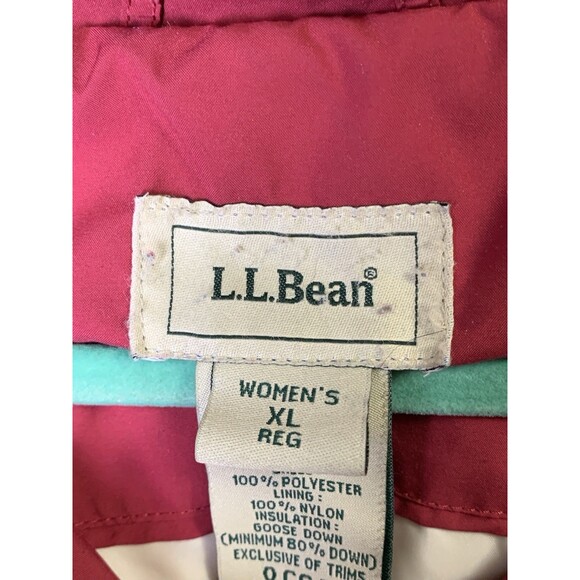 L.L.Bean®
WOMEN'S
XL
REG
100% POLYESTER
LINING:
100% NYLON
INSULATION:
GOOSE DOWN
(MINIMUM 80% DOWN)
EXCLUSIVE OF TRIMS